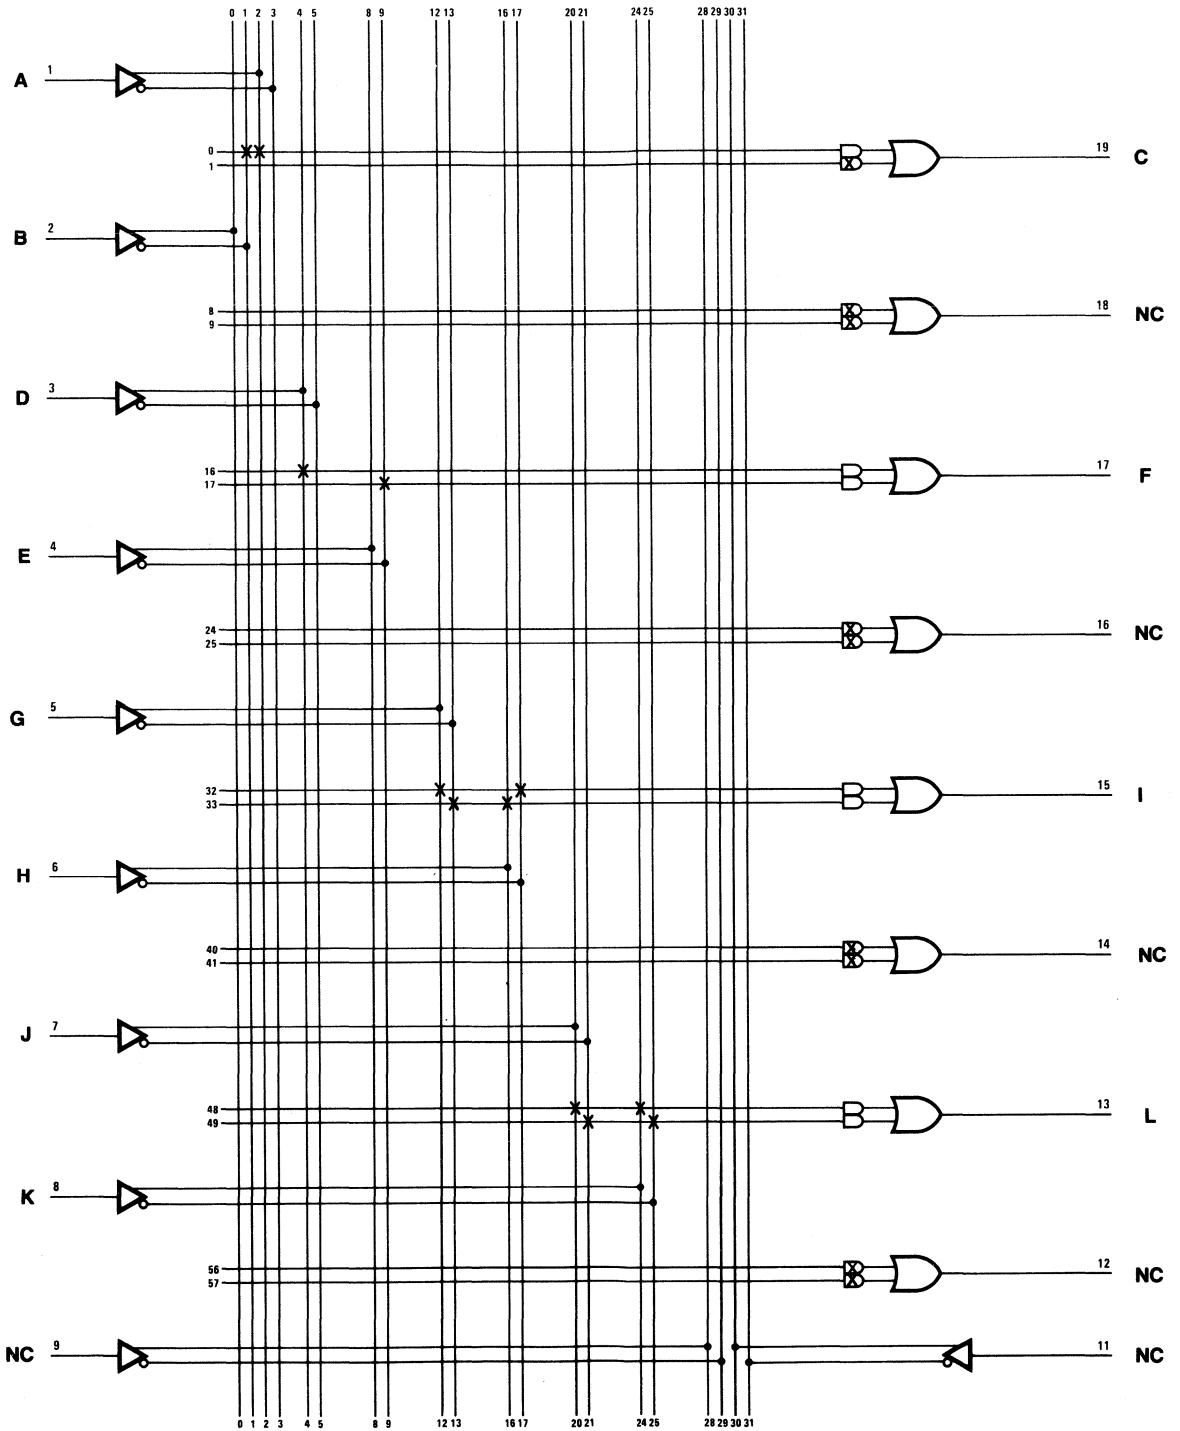 0 1 2 3 4 5 8 9 12 13 16 17 20 21 24 25 28 29 30 31
A 1
0
1
19 C
B 2
8
9
18 NC
D 3
16
17
17 F
E 4
24
25
16 NC
G 5
32
33
15 I
H 6
40
41
14 NC
J 7
48
49
13 L
K 8
56
57
12 NC
NC 9
11 NC
0 1 2 3 4 5 8 9 12 13 16 17 20 21 24 25 28 29 30 31